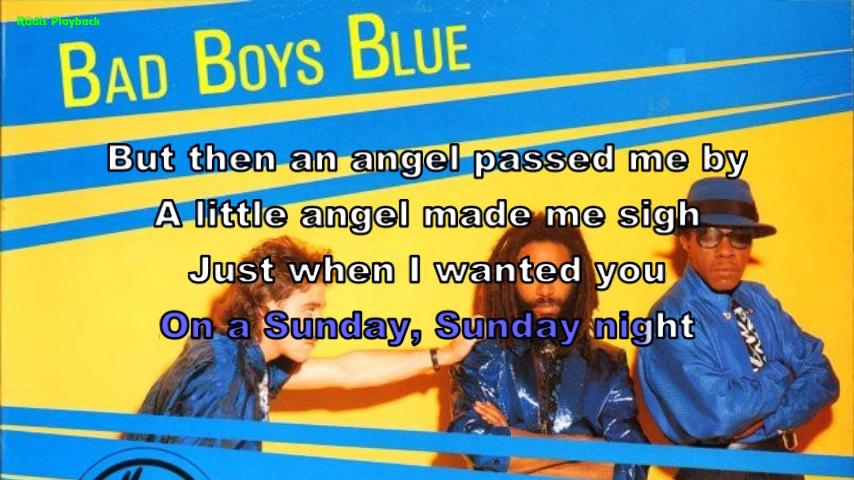 Rüdis Playback
BAD BOYS BLUE
But then an angel passed me by
A little angel made me sigh
Just when I wanted you
On a Sunday, Sunday night